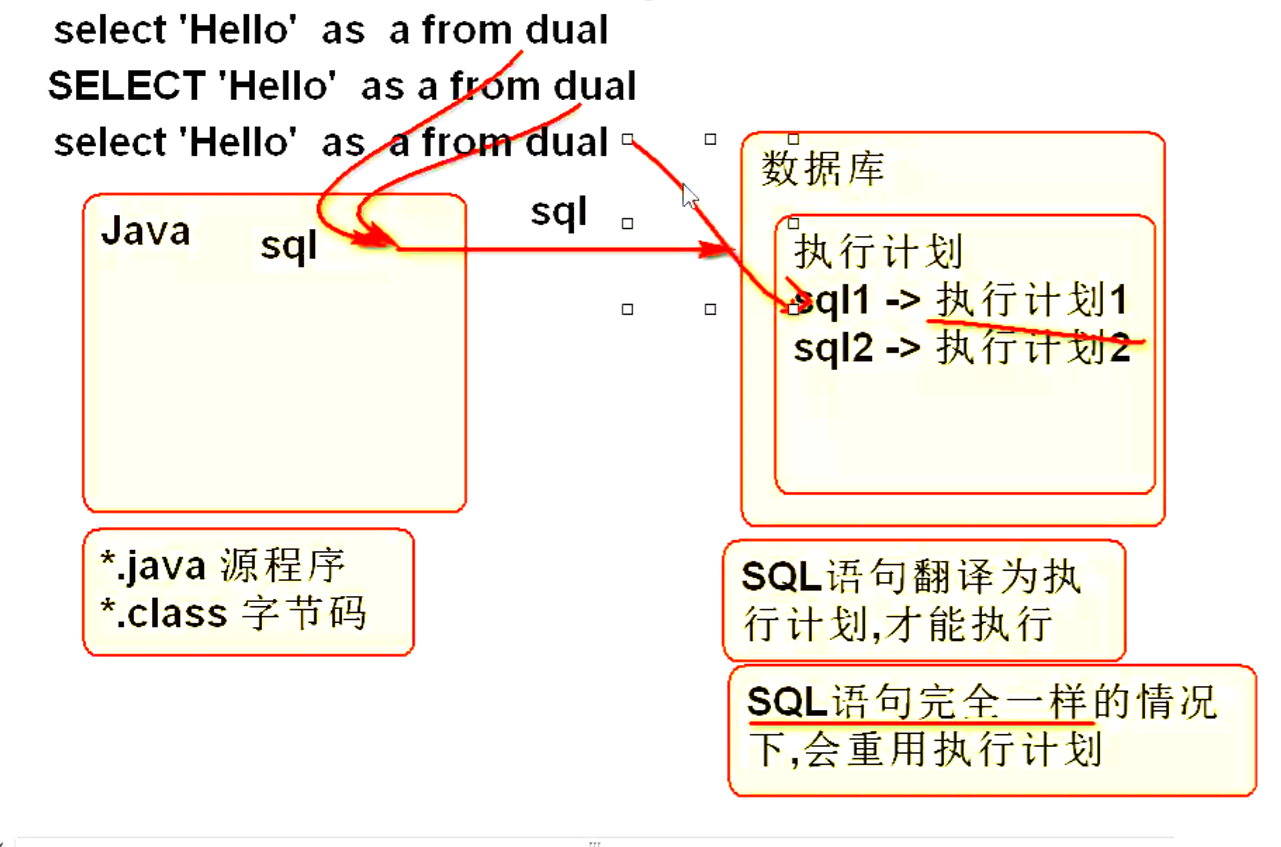 select 'Hello'  as  a from dual
SELECT 'Hello'  as a from dual
select 'Hello'  as  a from dual
Java
sql
sql
数据库
执行计划
sql1 -> 执行计划1
sql2 -> 执行计划2
*.java 源程序
*.class 字节码
SQL语句翻译为执
行计划,才能执行
SQL语句完全一样的情况
下,会重用执行计划